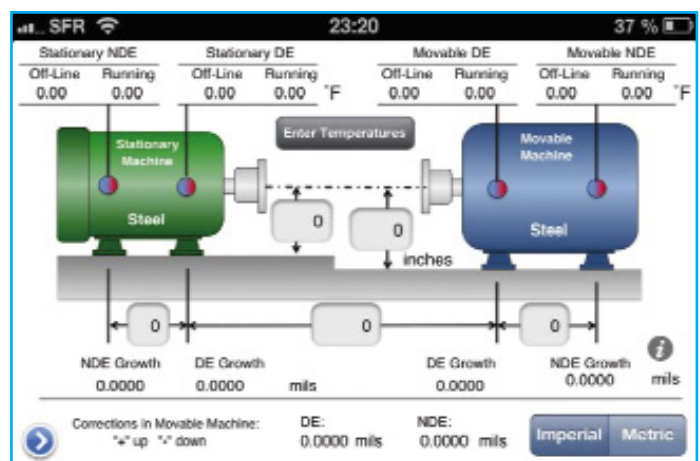 SFR 23:20 37 %
Stationary NDE Stationary DE Movable DE Movable NDE
Off-Line Running Off-Line Running Off-Line Running Off-Line Running
0.00 0.00 0.00 0.00 °F 0.00 0.00 0.00 0.00 °F
Enter Temperatures
Stationary
Machine
Movable
Machine
Steel
Steel
0
0
inches
0 0 0
NDE Growth DE Growth DE Growth NDE Growth
0.0000 0.0000 mils 0.0000 0.0000 mils
i
Corrections in Movable Machine: DE: NDE:
"+" up "-" down 0.0000 mils 0.0000 mils
Imperial Metric